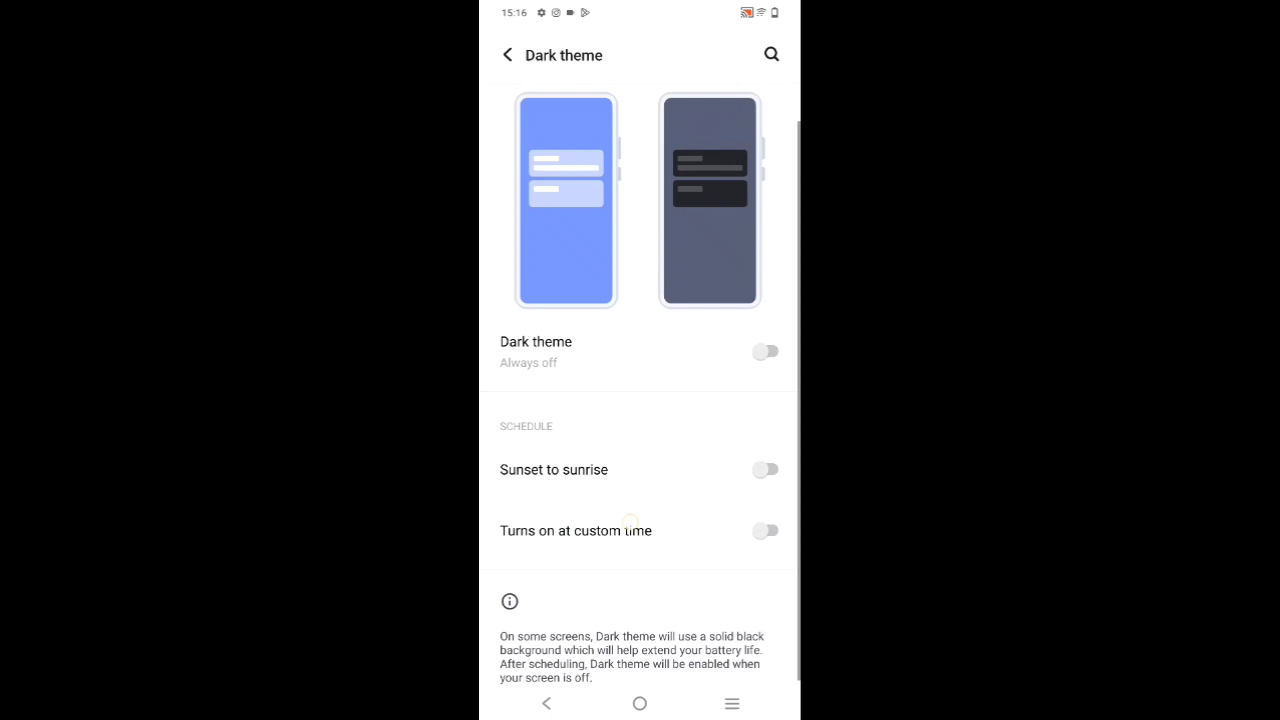 15:16
Dark theme
Dark theme
Always off
SCHEDULE
Sunset to sunrise
Turns on at custom time
On some screens, Dark theme will use a solid black
background which will help extend your battery life.
After scheduling, Dark theme will be enabled when
your screen is off.